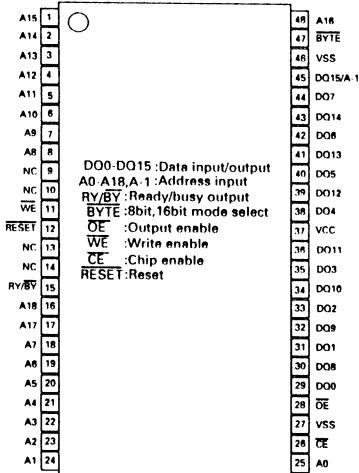 A15 1
A14 2
A13 3
A12 4
A11 5
A10 6
A9 7
A8 8
NC 9
NC 10
WE 11
RESET 12
NC 13
NC 14
RY/BY 15
A18 16
A17 17
A7 18
A6 19
A5 20
A4 21
A3 22
A2 23
A1 24
DQ0-DQ15 :Data input/output
A0-A18,A-1 :Address input
RY/BY :Ready/busy output
BYTE :8bit,16bit mode select
OE :Output enable
WE :Write enable
CE :Chip enable
RESET :Reset
48 A16
47 BYTE
46 VSS
45 DQ15/A-1
44 DQ7
43 DQ14
42 DQ6
41 DQ13
40 DQ5
39 DQ12
38 DQ4
37 VCC
36 DQ11
35 DQ3
34 DQ10
33 DQ2
32 DQ9
31 DQ1
30 DQ8
29 DQ0
28 OE
27 VSS
26 CE
25 A0